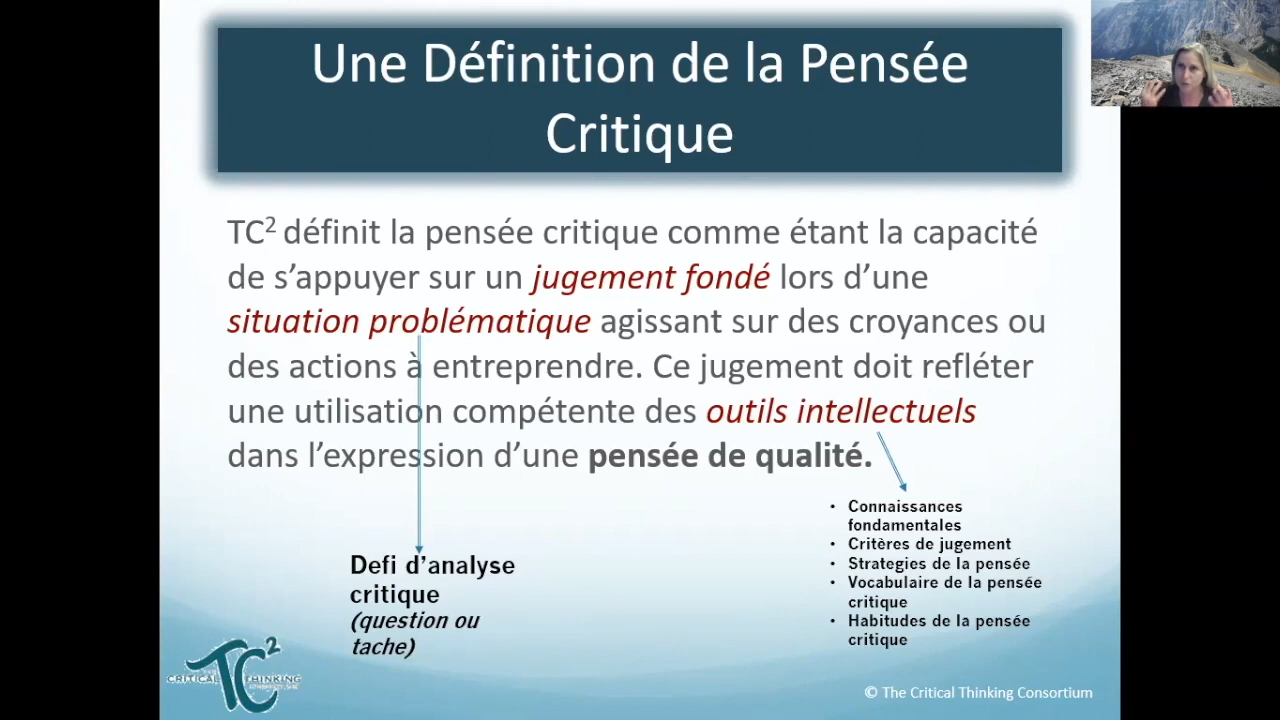 Une Définition de la Pensée
Critique
TC² définit la pensée critique comme étant la capacité
de s’appuyer sur un jugement fondé lors d’une
situation problématique agissant sur des croyances ou
des actions à entreprendre. Ce jugement doit refléter
une utilisation compétente des outils intellectuels
dans l’expression d’une pensée de qualité.
Defi d’analyse
critique
(question ou
tache)
• Connaissances
fondamentales
• Critères de jugement
• Strategies de la pensée
• Vocabulaire de la pensée
critique
• Habitudes de la pensée
critique
TC²
CRITICAL THINKING
© The Critical Thinking Consortium